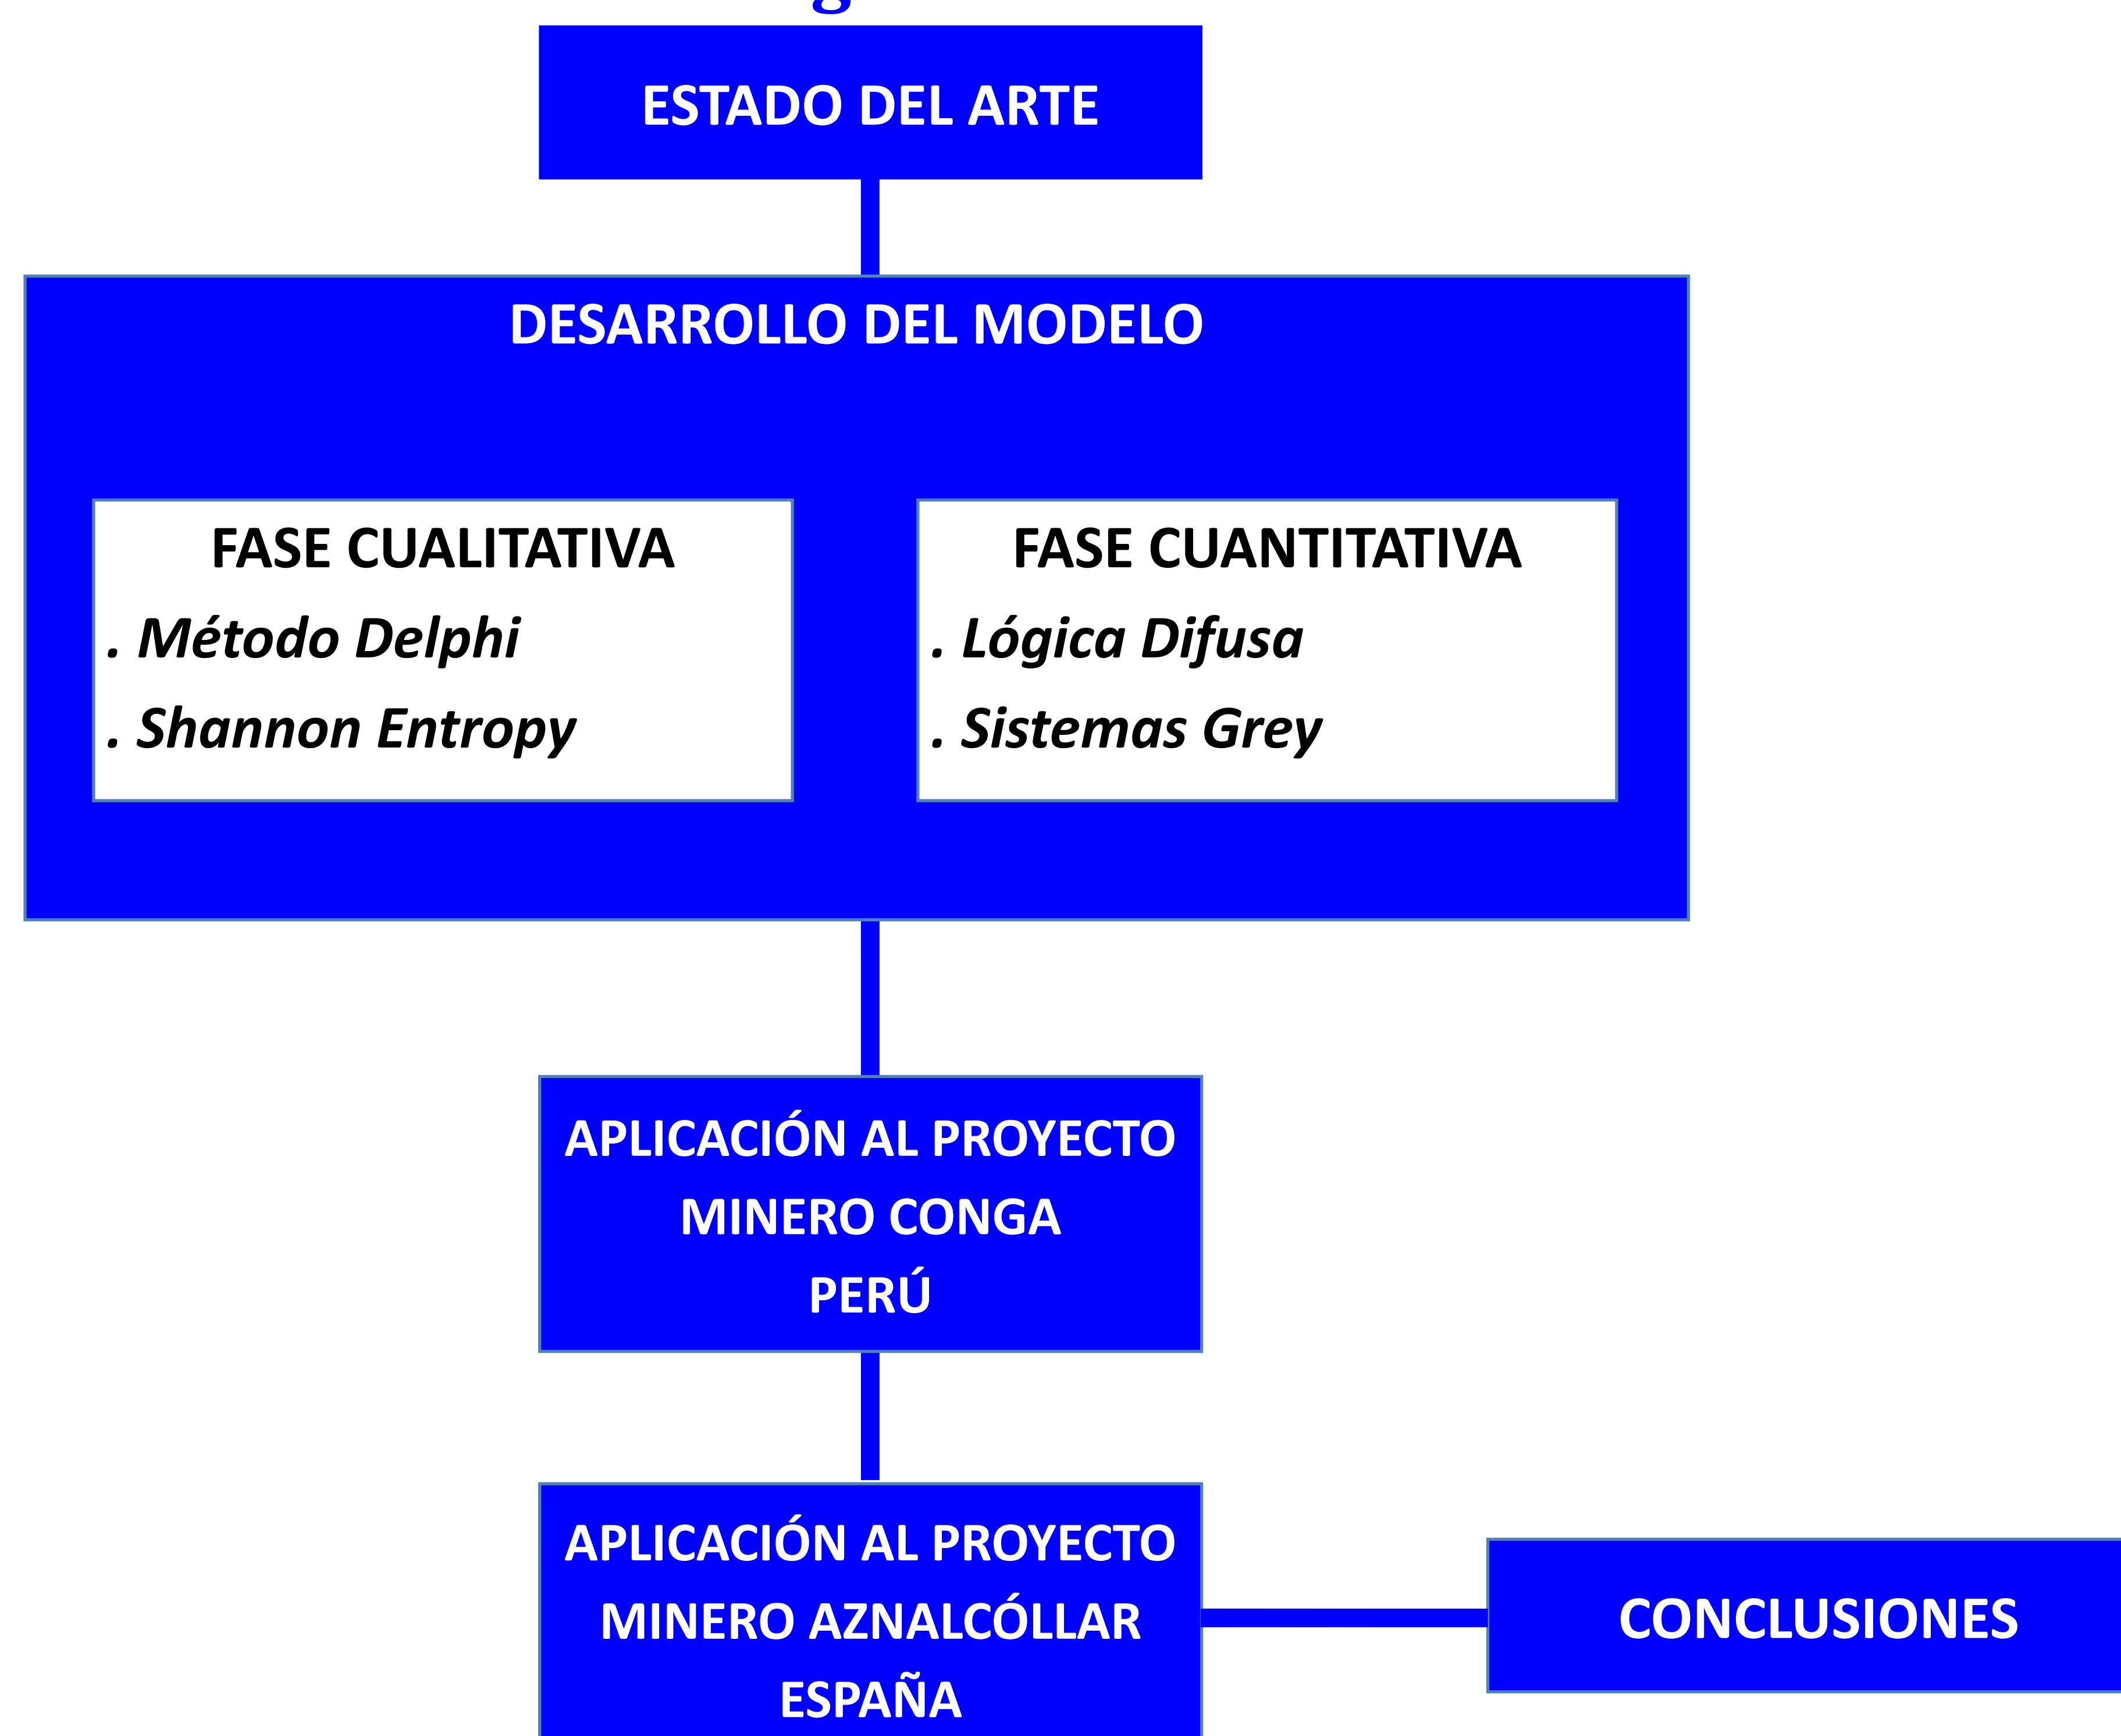 ESTADO DEL ARTE
DESARROLLO DEL MODELO
FASE CUALITATIVA
. Método Delphi
. Shannon Entropy
FASE CUANTITATIVA
. Lógica Difusa
. Sistemas Grey
APLICACIÓN AL PROYECTO
MINERO CONGA
PERÚ
APLICACIÓN AL PROYECTO
MINERO AZNALCÓLLAR
ESPAÑA
CONCLUSIONES